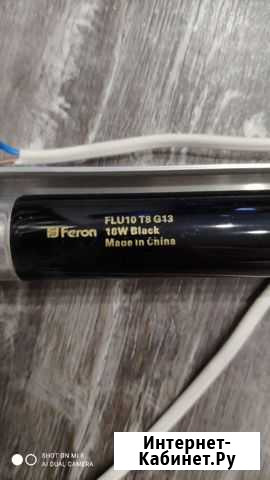 Feron
FLU10 T8 G13
18W Black
Made in China
SHOT ON MI 8
AI DUAL CAMERA
Интернет-
Кабинет.Ру